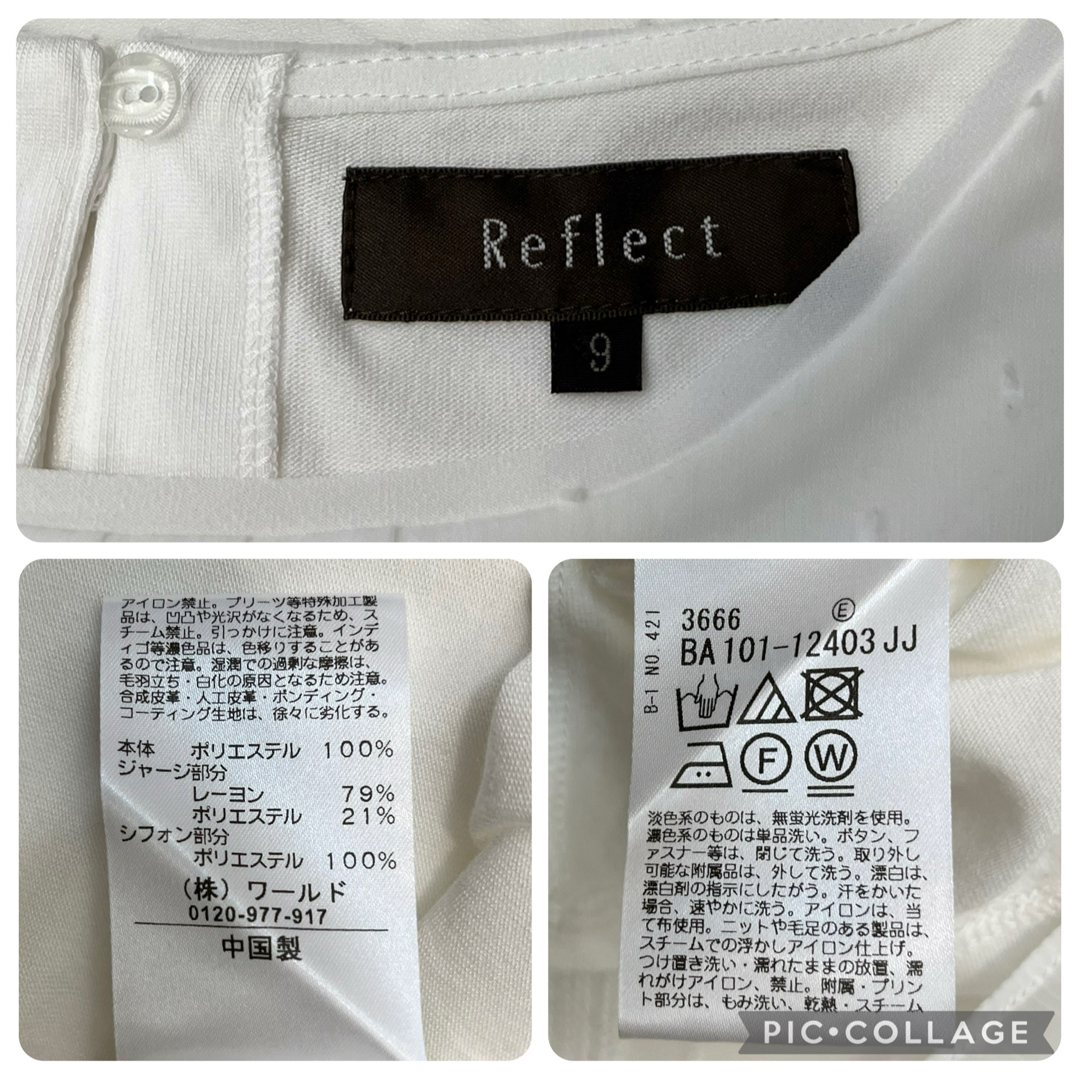 Reflect
9
アイロン禁止。プリーツ等特殊加工製
品は、凹凸や光沢がなくなるため、ス
チーム禁止。引っかけに注意。インデ
ィゴ等濃色品は、色移りすることがあ
るので注意。湿潤での過剰な摩擦は、
毛羽立ち・白化の原因となるため注意。
合成皮革・人工皮革・ボンディング・
コーティング生地は、徐々に劣化する。
本体 ポリエステル 100%
ジャージ部分
レーヨン 79%
ポリエステル 21%
シフォン部分
ポリエステル 100%
(株) ワールド
0120-977-917
中国製
B-1 NO.421
3666 E
BA101-12403 JJ
F W
淡色系のものは、無蛍光洗剤を使用。
濃色系のものは単品洗い。ボタン、フ
ァスナー等は、閉じて洗う。取り外し
可能な附属品は、外して洗う。漂白は、
漂白剤の指示にしたがう。汗をかいた
場合、速やかに洗う。アイロンは、当
て布使用。ニットや毛足のある製品は、
スチームでの浮かしアイロン仕上げ。
つけ置き洗い・濡れたままの放置、濡
れがけアイロン、禁止。附属・プリン
ト部分は、もみ洗い、乾熱・スチーム
PIC•COLLAGE